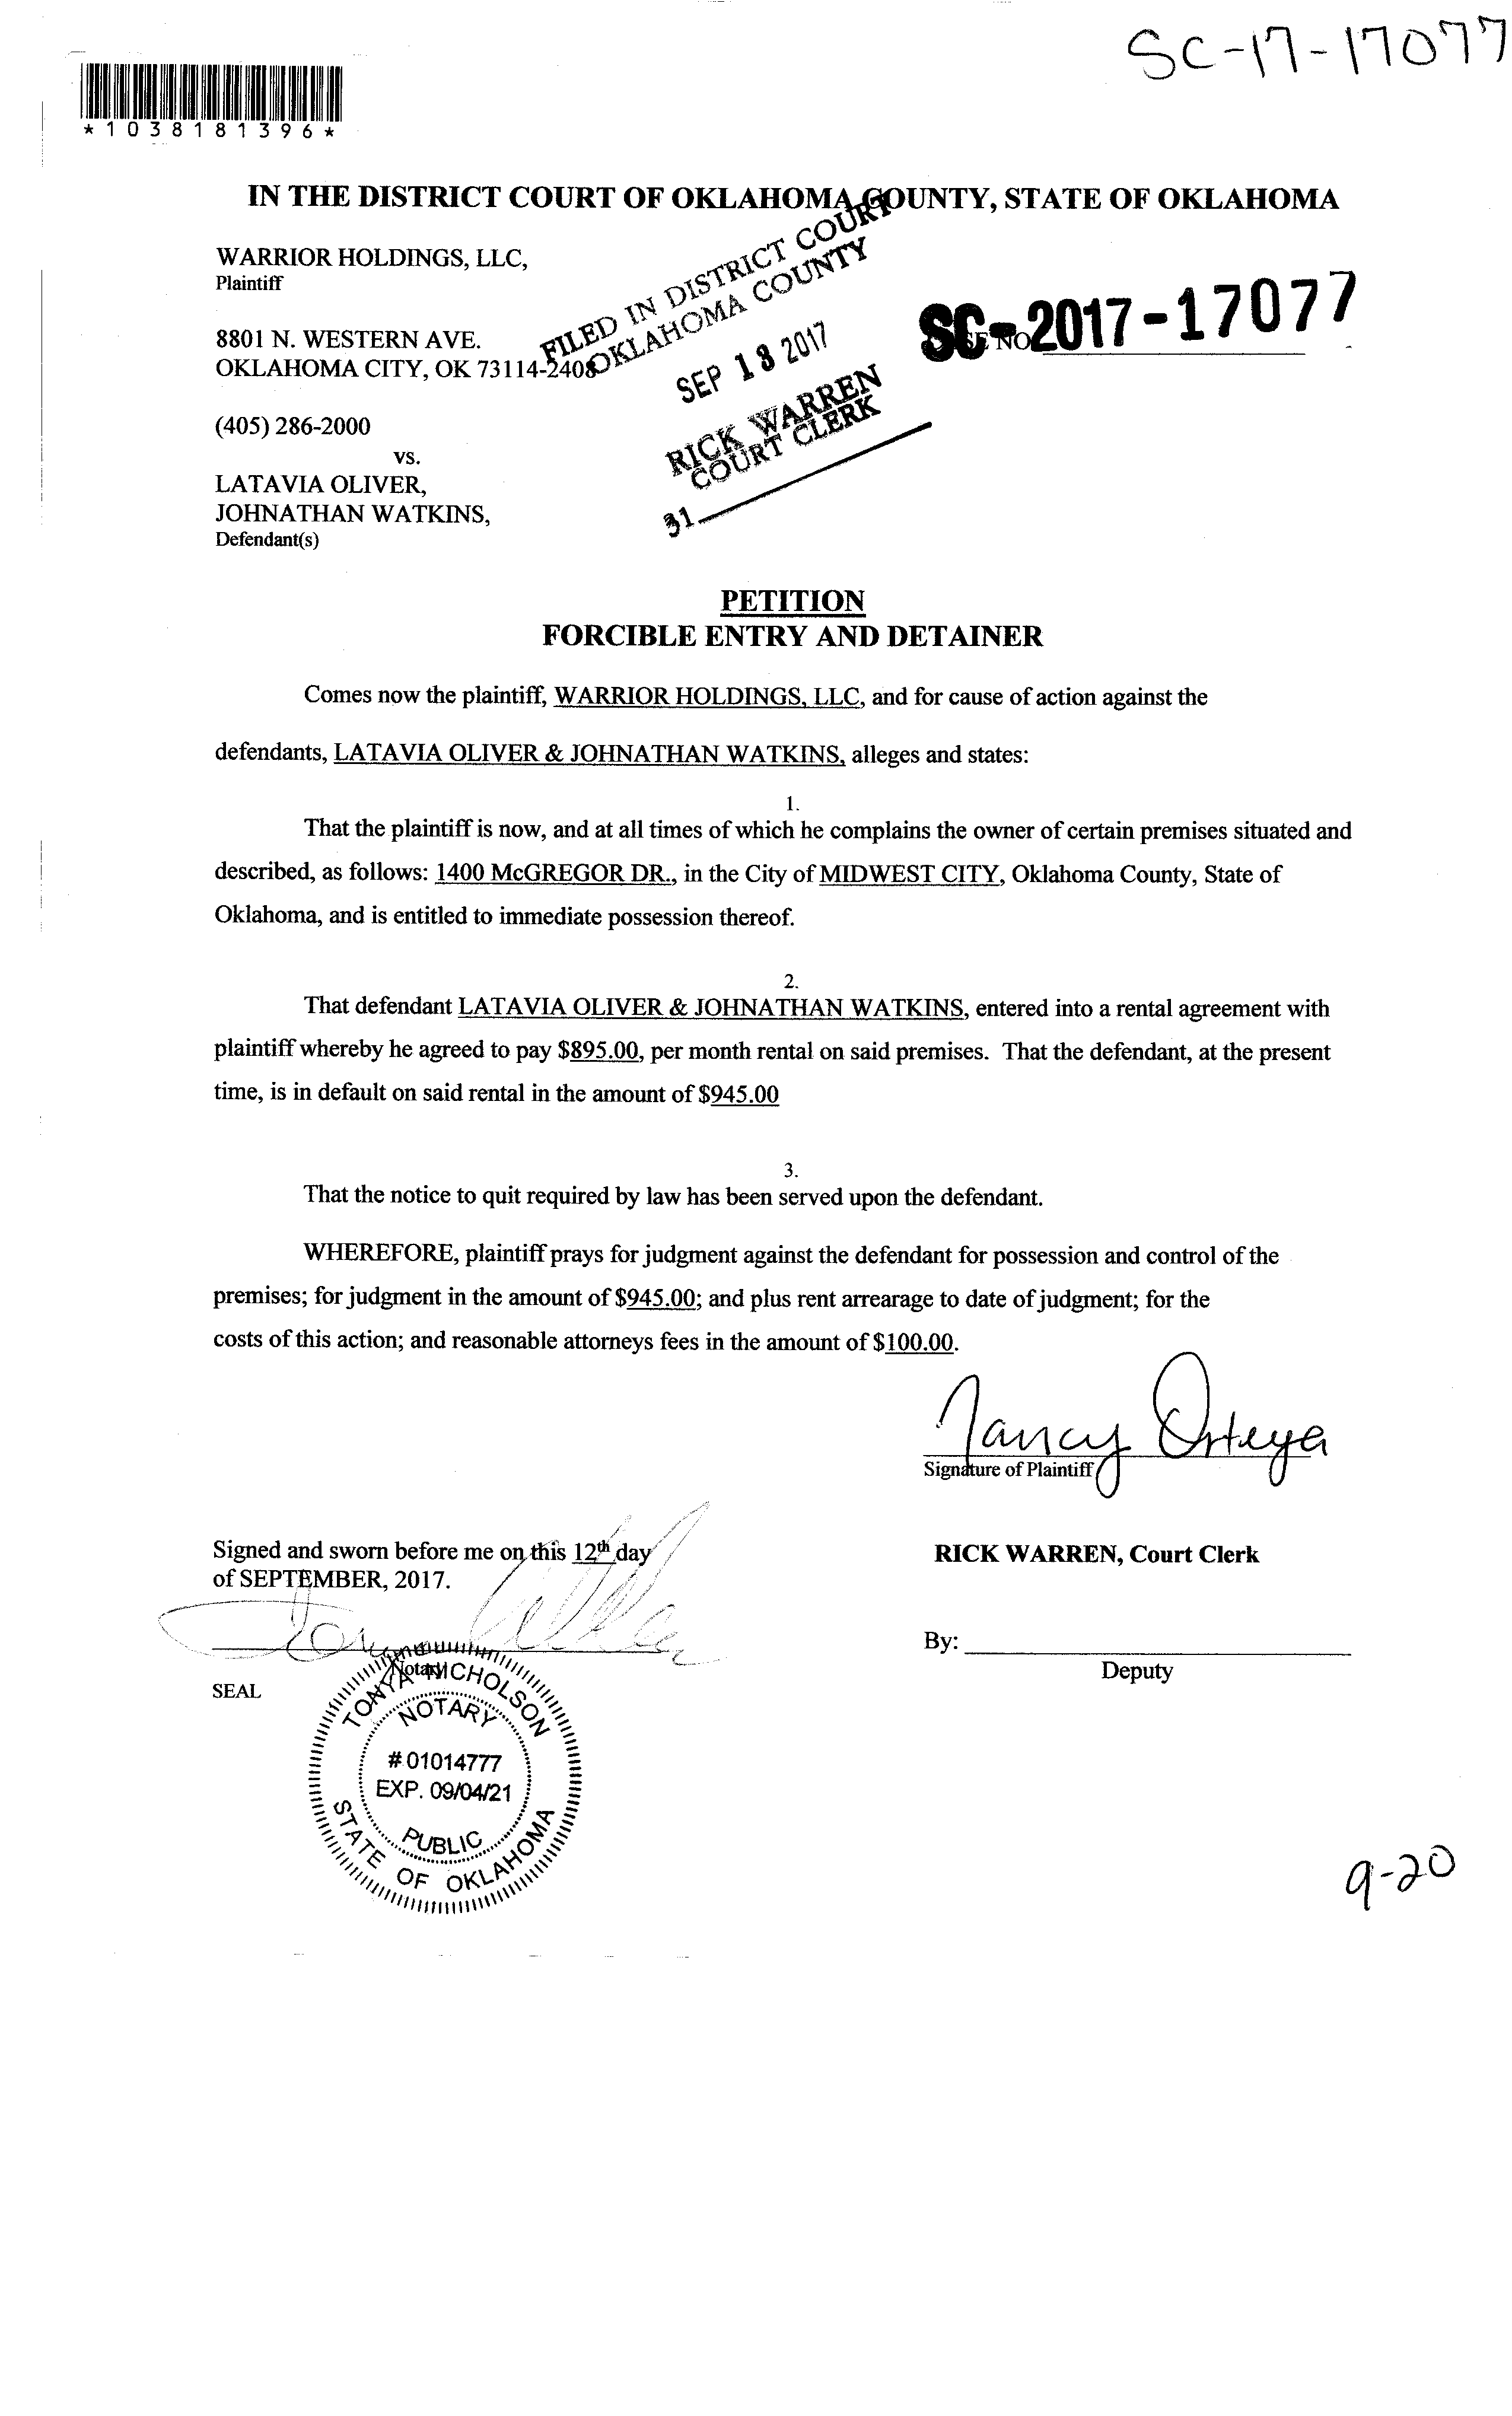 SC-17-17077
*1038181396*
IN THE DISTRICT COURT OF OKLAHOMA COUNTY, STATE OF OKLAHOMA
WARRIOR HOLDINGS, LLC,
Plaintiff
8801 N. WESTERN AVE.
OKLAHOMA CITY, OK 73114-2408
(405) 286-2000
vs.
LATAVIA OLIVER,
JOHNATHAN WATKINS,
Defendant(s)
FILED IN DISTRICT COURT
OKLAHOMA COUNTY
SEP 13 2017
RICK WARREN
COURT CLERK
31
SC-2017-17077
PETITION
FORCIBLE ENTRY AND DETAINER
Comes now the plaintiff, WARRIOR HOLDINGS, LLC, and for cause of action against the
defendants, LATAVIA OLIVER & JOHNATHAN WATKINS, alleges and states:
1.
That the plaintiff is now, and at all times of which he complains the owner of certain premises situated and
described, as follows: 1400 McGREGOR DR., in the City of MIDWEST CITY, Oklahoma County, State of
Oklahoma, and is entitled to immediate possession thereof.
2.
That defendant LATAVIA OLIVER & JOHNATHAN WATKINS, entered into a rental agreement with
plaintiff whereby he agreed to pay $895.00, per month rental on said premises. That the defendant, at the present
time, is in default on said rental in the amount of $945.00
3.
That the notice to quit required by law has been served upon the defendant.
WHEREFORE, plaintiff prays for judgment against the defendant for possession and control of the
premises; for judgment in the amount of $945.00; and plus rent arrearage to date of judgment; for the
costs of this action; and reasonable attorneys fees in the amount of $100.00.
Nancy Ortega
Signature of Plaintiff
Signed and sworn before me on this 12th day
of SEPTEMBER, 2017.
RICK WARREN, Court Clerk
By:
Deputy
Notary
SEAL
TONYA NICHOLSON
NOTARY
# 01014777
EXP. 09/04/21
PUBLIC
STATE OF OKLAHOMA
9-20